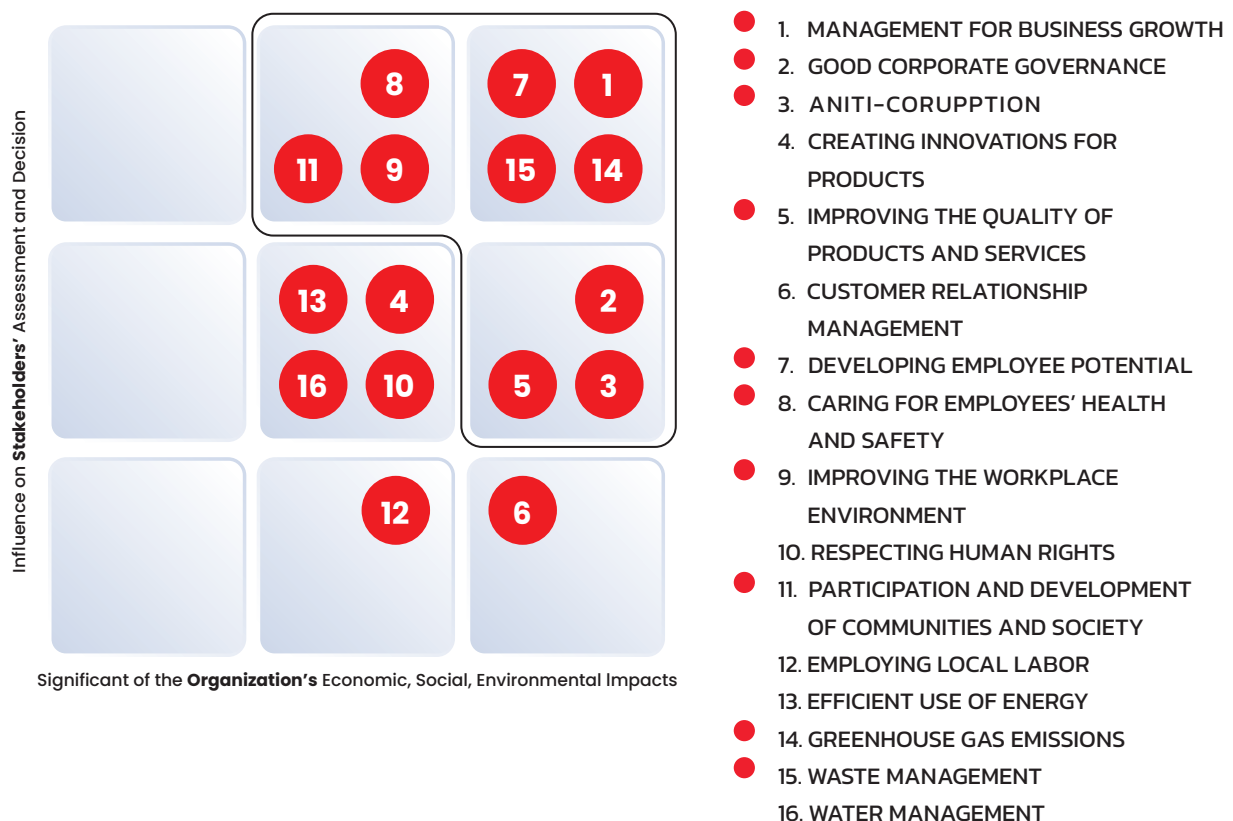 Influence on Stakeholders' Assessment and Decision
8
7
1
11
9
15
14
13
4
2
16
10
5
3
12
6
Significant of the Organization's Economic, Social, Environmental Impacts
1. MANAGEMENT FOR BUSINESS GROWTH
2. GOOD CORPORATE GOVERNANCE
3. ANITI-CORUPPTION
4. CREATING INNOVATIONS FOR
PRODUCTS
5. IMPROVING THE QUALITY OF
PRODUCTS AND SERVICES
6. CUSTOMER RELATIONSHIP
MANAGEMENT
7. DEVELOPING EMPLOYEE POTENTIAL
8. CARING FOR EMPLOYEES' HEALTH
AND SAFETY
9. IMPROVING THE WORKPLACE
ENVIRONMENT
10. RESPECTING HUMAN RIGHTS
11. PARTICIPATION AND DEVELOPMENT
OF COMMUNITIES AND SOCIETY
12. EMPLOYING LOCAL LABOR
13. EFFICIENT USE OF ENERGY
14. GREENHOUSE GAS EMISSIONS
15. WASTE MANAGEMENT
16. WATER MANAGEMENT